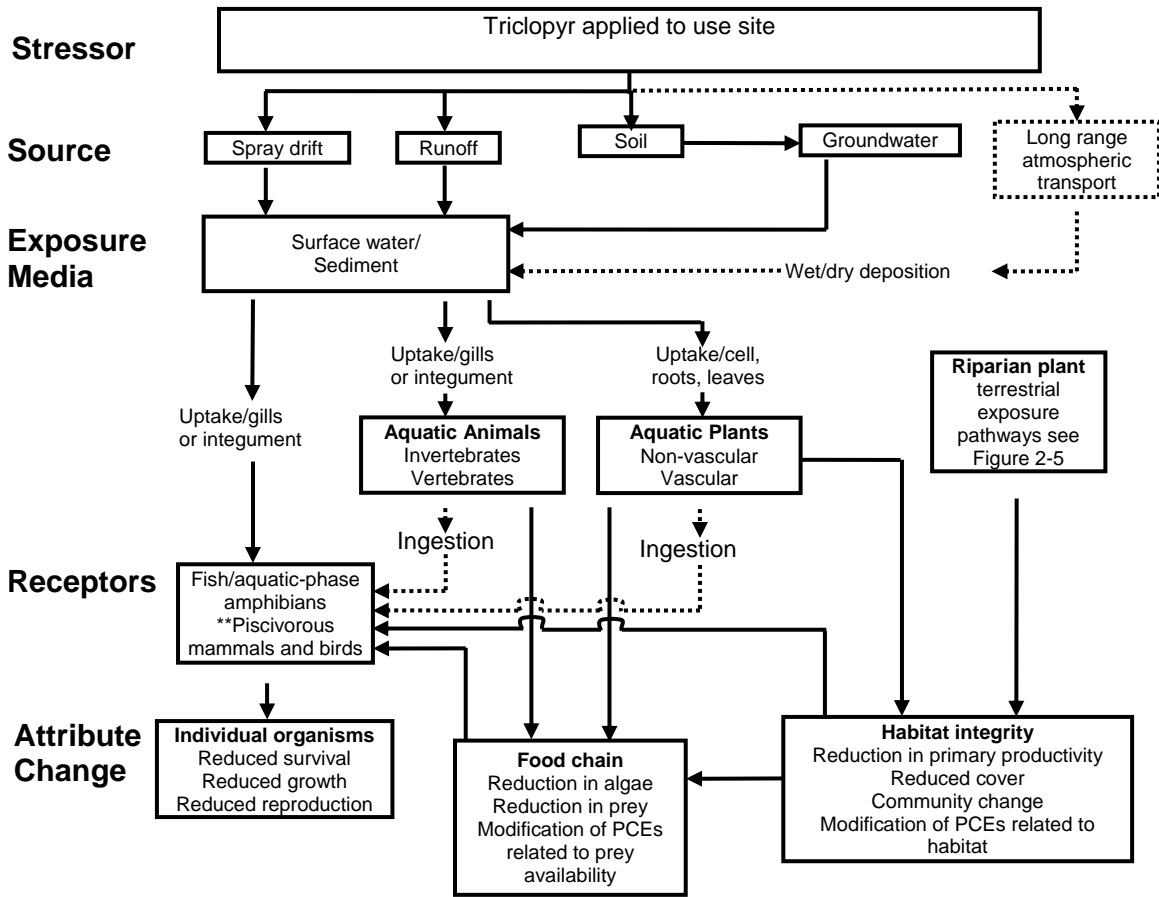 Stressor
Triclopyr applied to use site
Source
Spray drift
Runoff
Soil
Groundwater
Long range
atmospheric
transport
Exposure
Media
Surface water/
Sediment
Wet/dry deposition
Uptake/gills
or integument
Uptake/gills
or integument
Uptake/cell,
roots, leaves
Riparian plant
terrestrial
exposure
pathways see
Figure 2-5
Aquatic Animals
Invertebrates
Vertebrates
Aquatic Plants
Non-vascular
Vascular
Ingestion
Ingestion
Receptors
Fish/aquatic-phase
amphibians
**Piscivorous
mammals and birds
Attribute
Change
Individual organisms
Reduced survival
Reduced growth
Reduced reproduction
Food chain
Reduction in algae
Reduction in prey
Modification of PCEs
related to prey
availability
Habitat integrity
Reduction in primary productivity
Reduced cover
Community change
Modification of PCEs related to
habitat